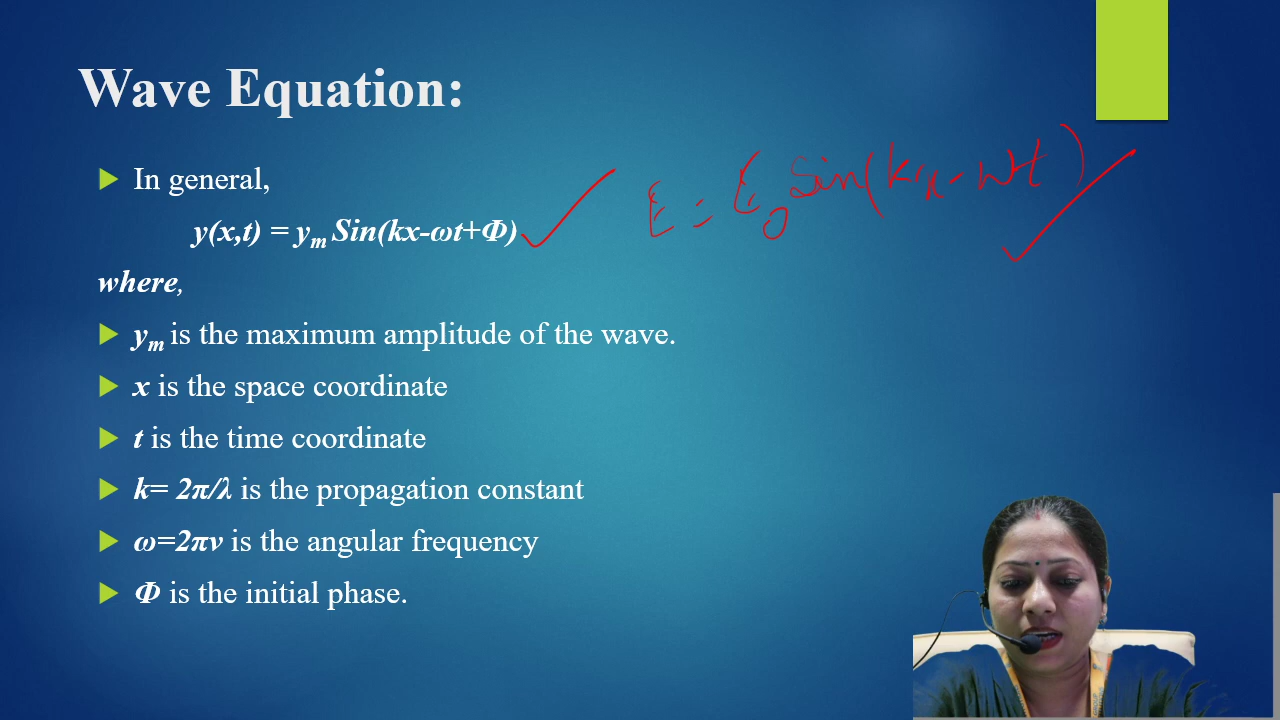 Wave Equation:
In general,
y(x,t) = yₘ Sin(kx-ωt+Φ)
E = E₀ Sin(kx - ωt)
where,
yₘ is the maximum amplitude of the wave.
x is the space coordinate
t is the time coordinate
k= 2π/λ is the propagation constant
ω=2πν is the angular frequency
Φ is the initial phase.